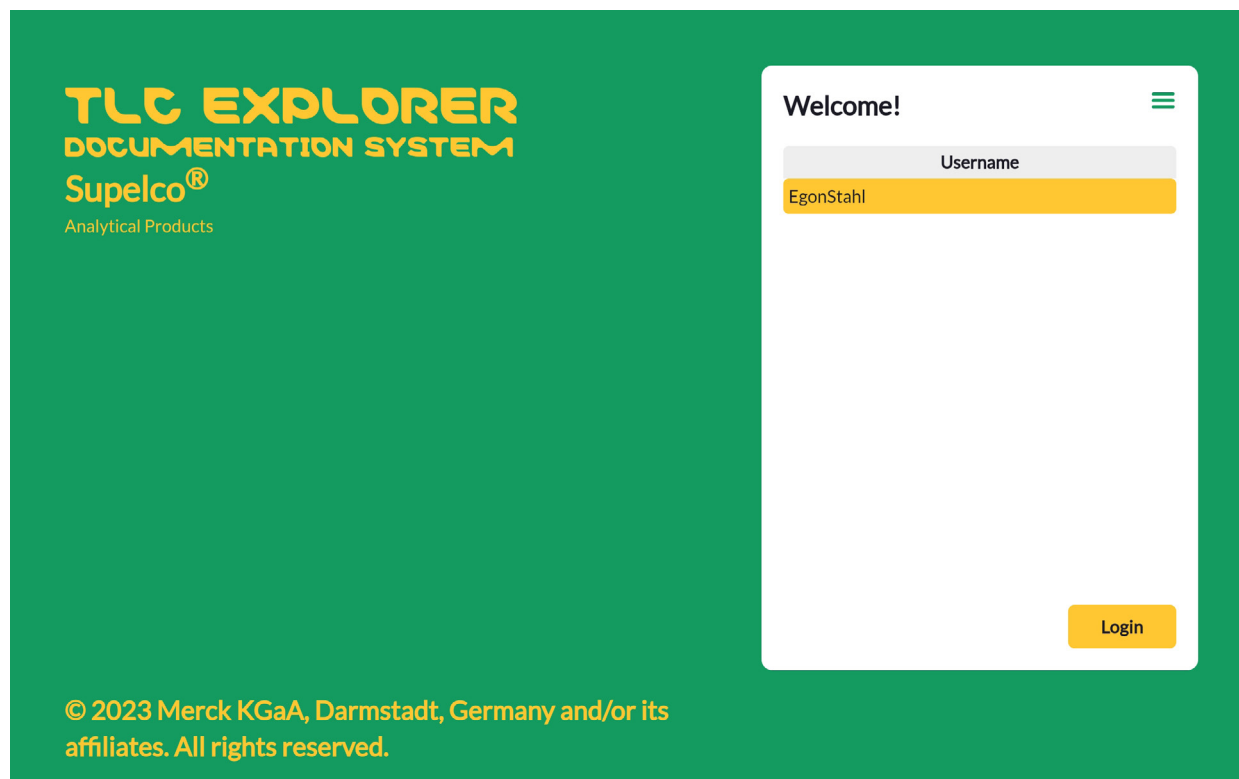 TLC EXPLORER
DOCUMENTATION SYSTEM
Supelco®
Analytical Products
Welcome!
Username
EgonStahl
Login
© 2023 Merck KGaA, Darmstadt, Germany and/or its
affiliates. All rights reserved.